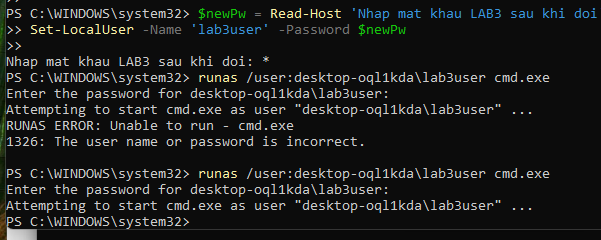 PS C:\WINDOWS\system32> $newPw = Read-Host 'Nhap mat khau LAB3 sau khi doi
>> Set-LocalUser -Name 'lab3user' -Password $newPw
>>
Nhap mat khau LAB3 sau khi doi: *
PS C:\WINDOWS\system32> runas /user:desktop-oql1kda\lab3user cmd.exe
Enter the password for desktop-oql1kda\lab3user:
Attempting to start cmd.exe as user "desktop-oql1kda\lab3user" ...
RUNAS ERROR: Unable to run - cmd.exe
1326: The user name or password is incorrect.
PS C:\WINDOWS\system32> runas /user:desktop-oql1kda\lab3user cmd.exe
Enter the password for desktop-oql1kda\lab3user:
Attempting to start cmd.exe as user "desktop-oql1kda\lab3user" ...
PS C:\WINDOWS\system32>